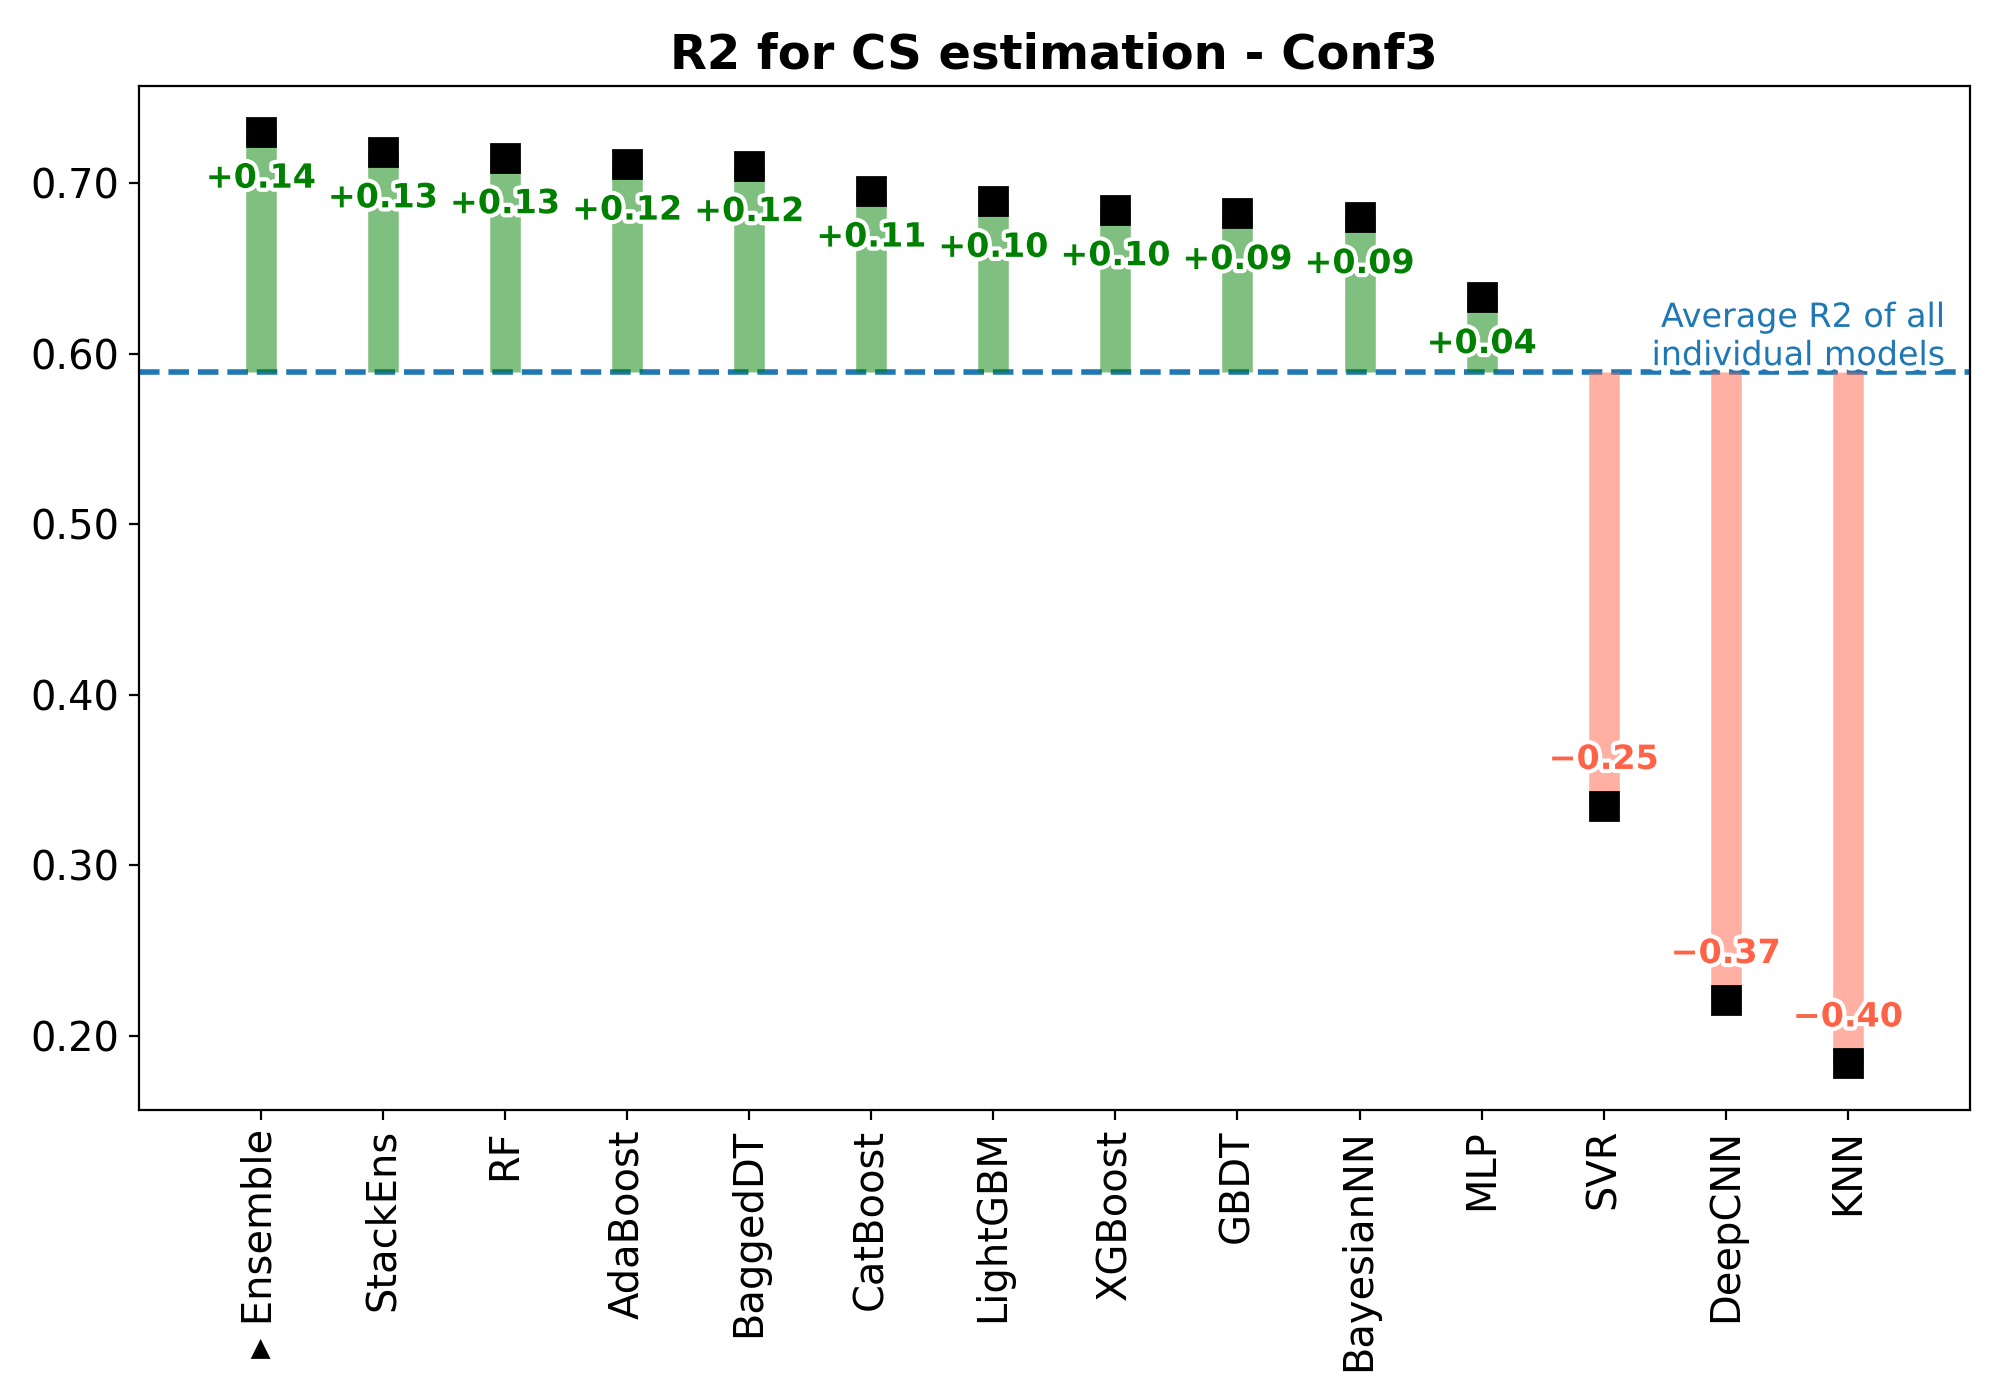 R2 for CS estimation - Conf3
0.70
0.60
0.50
0.40
0.30
0.20
+0.14
+0.13
+0.13
+0.12
+0.12
+0.11
+0.10
+0.10
+0.09
+0.09
+0.04
−0.25
−0.37
−0.40
Average R2 of all
individual models
► Ensemble
StackEns
RF
AdaBoost
BaggedDT
CatBoost
LightGBM
XGBoost
GBDT
BayesianNN
MLP
SVR
DeepCNN
KNN